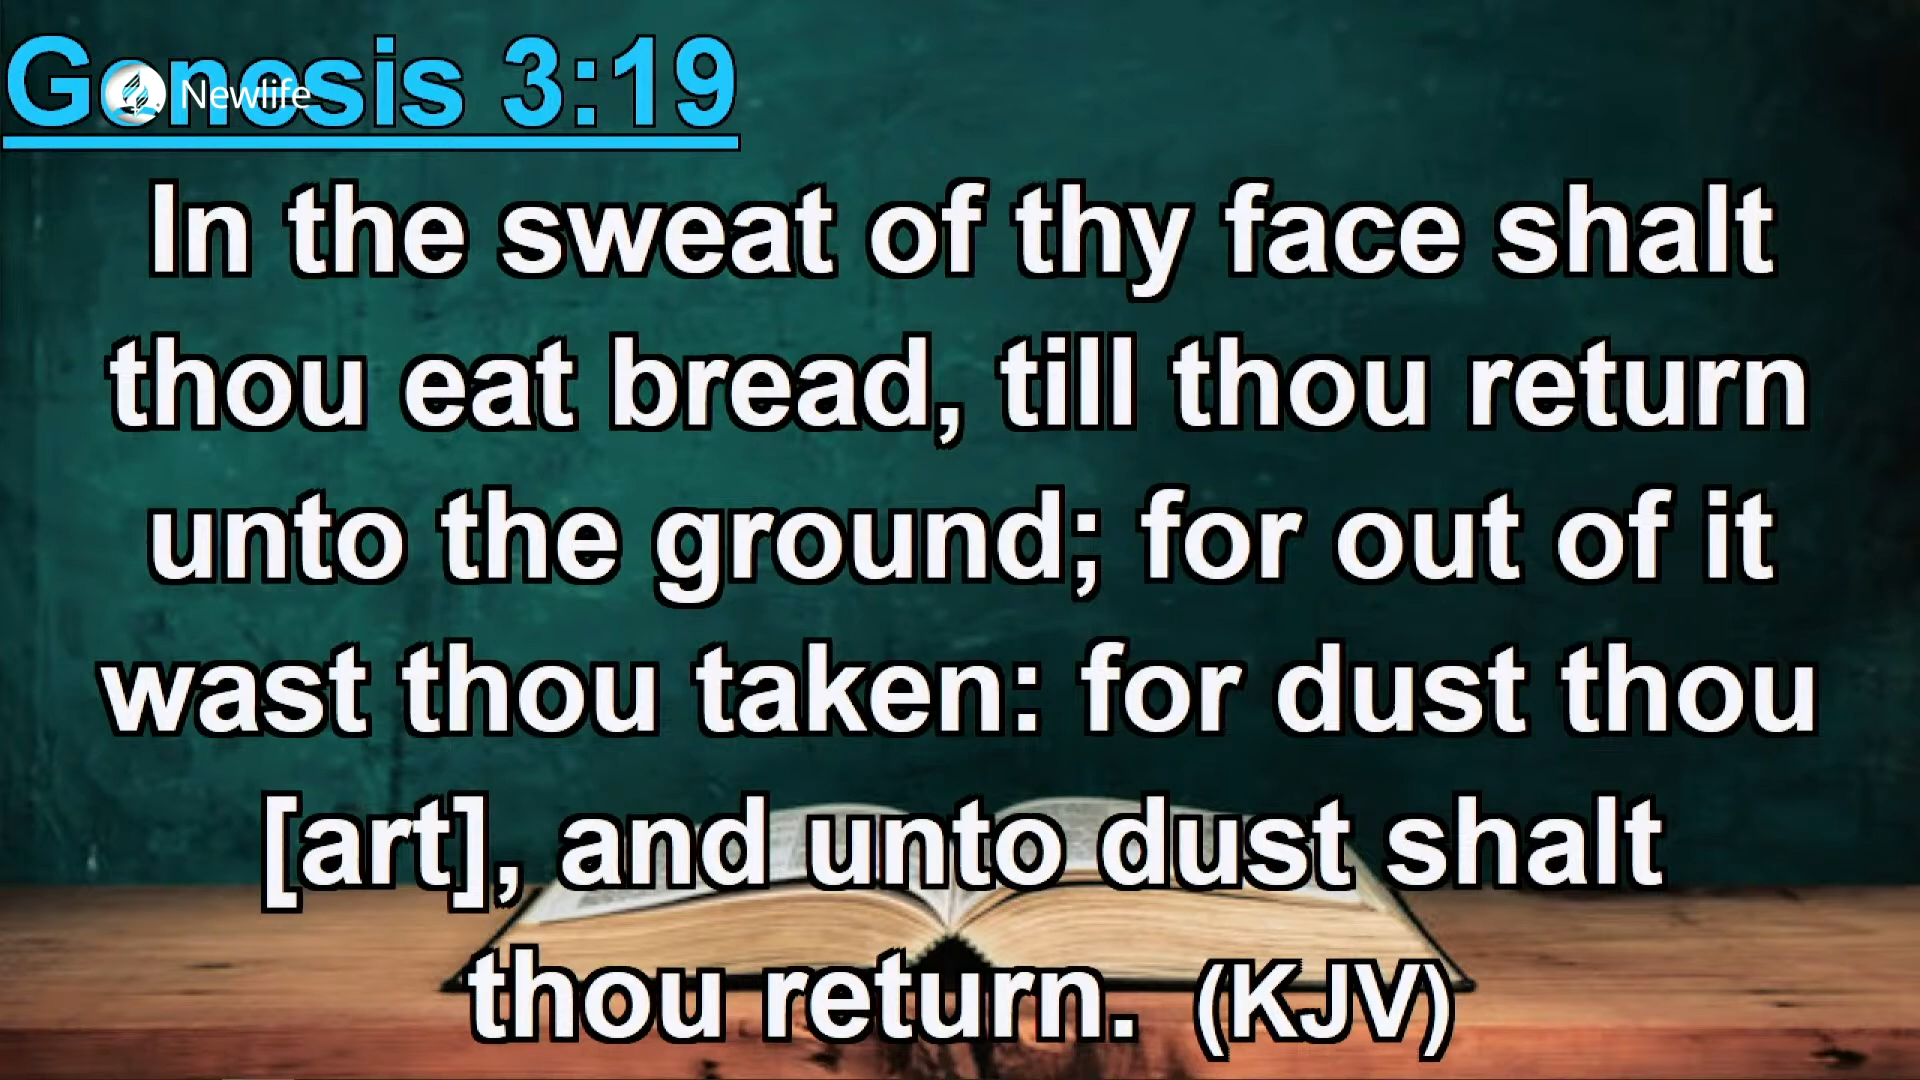 Genesis 3:19
Newlife
In the sweat of thy face shalt
thou eat bread, till thou return
unto the ground; for out of it
wast thou taken: for dust thou
[art], and unto dust shalt
thou return. (KJV)